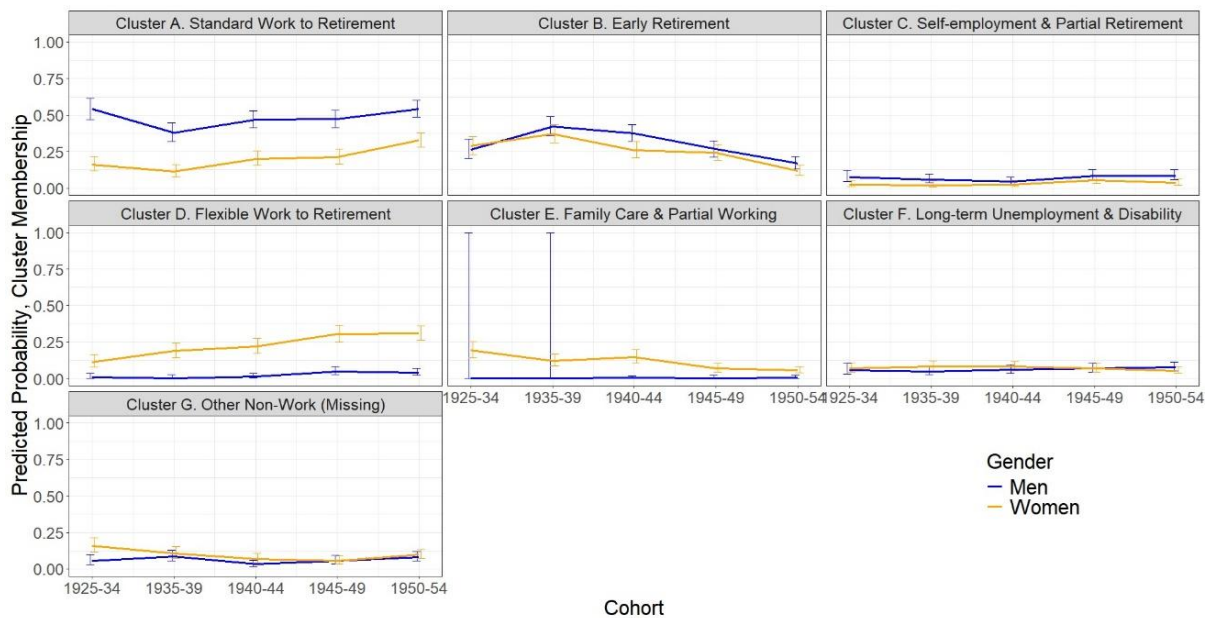 Cluster A. Standard Work to Retirement
Cluster B. Early Retirement
Cluster C. Self-employment & Partial Retirement
1.00
0.75
0.50
0.25
0.00
Cluster D. Flexible Work to Retirement
Cluster E. Family Care & Partial Working
Cluster F. Long-term Unemployment & Disability
1.00
0.75
0.50
0.25
0.00
1925-34 1935-39 1940-44 1945-49 1950-54
1925-34 1935-39 1940-44 1945-49 1950-54
Cluster G. Other Non-Work (Missing)
1.00
0.75
0.50
0.25
0.00
1925-34 1935-39 1940-44 1945-49 1950-54
Predicted Probability, Cluster Membership
Cohort
Gender
Men
Women